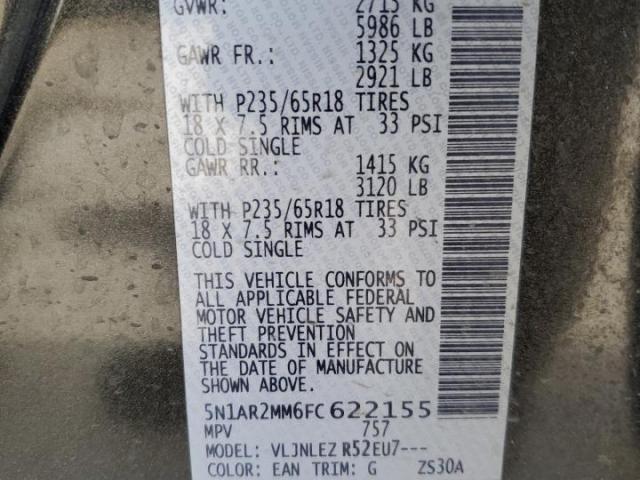 GVWR: 2715 KG
5986 LB
GAWR FR.: 1325 KG
2921 LB
WITH P235/65R18 TIRES
18 X 7.5 RIMS AT 33 PSI
COLD SINGLE
GAWR RR.: 1415 KG
3120 LB
WITH P235/65R18 TIRES
18 X 7.5 RIMS AT 33 PSI
COLD SINGLE
THIS VEHICLE CONFORMS TO
ALL APPLICABLE FEDERAL
MOTOR VEHICLE SAFETY AND
THEFT PREVENTION
STANDARDS IN EFFECT ON
THE DATE OF MANUFACTURE
SHOWN ABOVE.
5N1AR2MM6FC622155
MPV 757
MODEL: VLJNLEZ R52EU7---
COLOR: EAN TRIM: G ZS30A